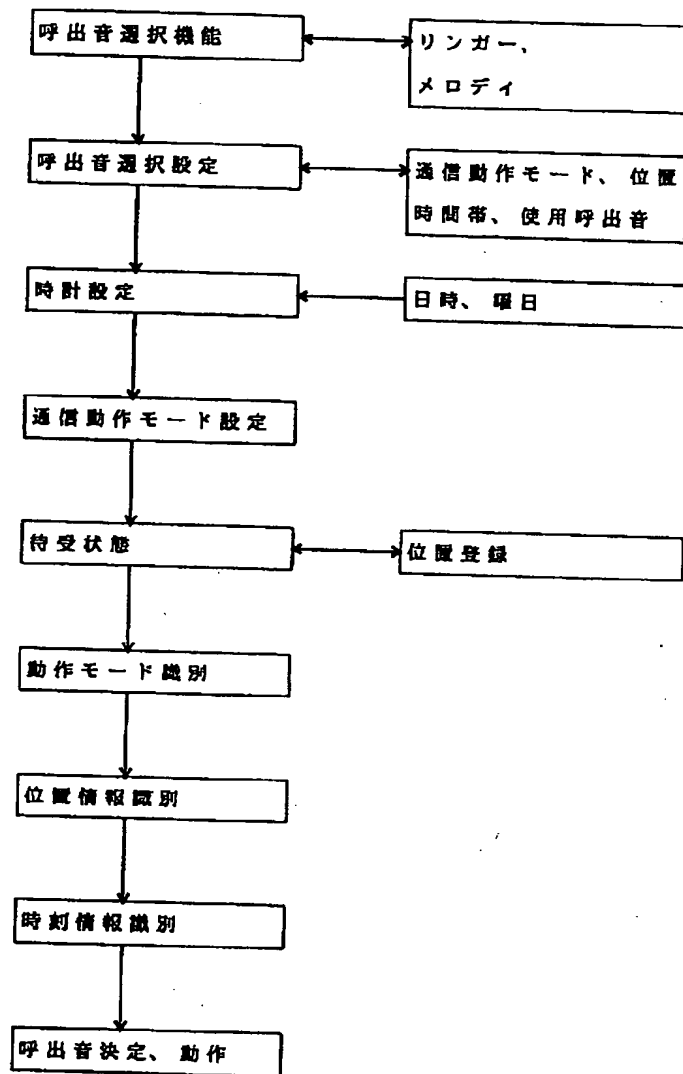 呼出音選択機能
リンガー、
メロディ
呼出音選択設定
通信動作モード、位置
時間帯、使用呼出音
時計設定
日時、曜日
通信動作モード設定
待受状態
位置登録
動作モード識別
位置情報識別
時刻情報識別
呼出音決定、動作